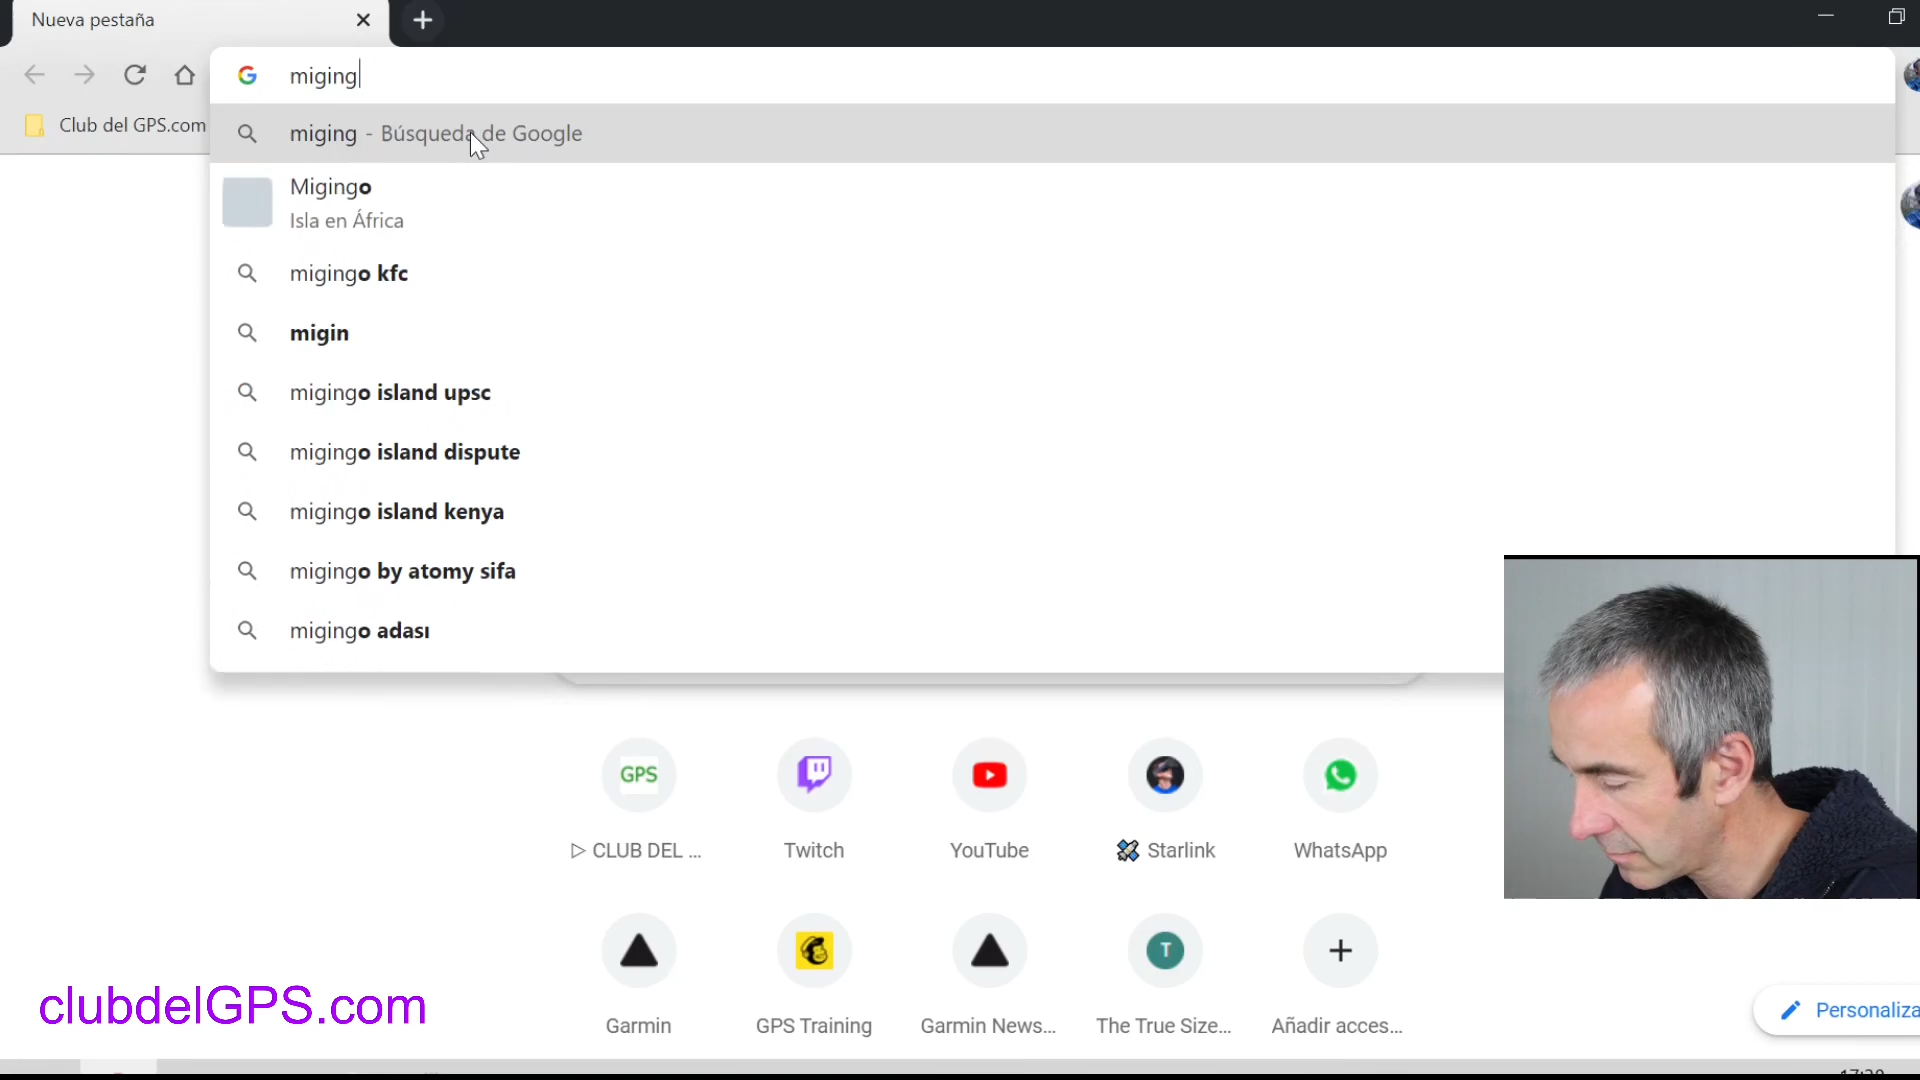 Nueva pestaña
miging
Club del GPS.com
miging - Búsqueda de Google
Migingo
Isla en África
migingo kfc
migin
migingo island upsc
migingo island dispute
migingo island kenya
migingo by atomy sifa
migingo adası
GPS
▷ CLUB DEL ...
Twitch
YouTube
🛰 Starlink
WhatsApp
T
Garmin
GPS Training
Garmin News...
The True Size...
Añadir acces...
clubdelGPS.com
Personaliza